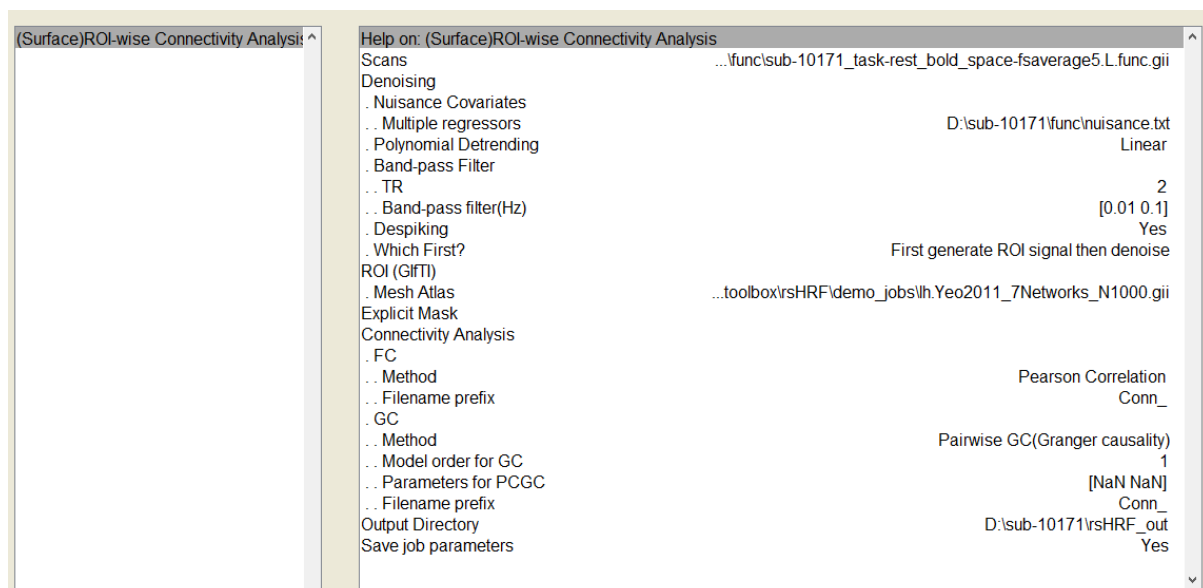 (Surface)ROI-wise Connectivity Analysis
Help on: (Surface)ROI-wise Connectivity Analysis
Scans ...\func\sub-10171_task-rest_bold_space-fsaverage5.L.func.gii
Denoising
. Nuisance Covariates
. . Multiple regressors D:\sub-10171\func\nuisance.txt
. Polynomial Detrending Linear
. Band-pass Filter
. . TR 2
. . Band-pass filter(Hz) [0.01 0.1]
. Despiking Yes
. Which First? First generate ROI signal then denoise
ROI (GIfTI)
. Mesh Atlas ...toolbox\rsHRF\demo_jobs\lh.Yeo2011_7Networks_N1000.gii
Explicit Mask
Connectivity Analysis
. FC
. . Method Pearson Correlation
. . Filename prefix Conn_
. GC
. . Method Pairwise GC(Granger causality)
. . Model order for GC 1
. . Parameters for PCGC [NaN NaN]
. . Filename prefix Conn_
Output Directory D:\sub-10171\rsHRF_out
Save job parameters Yes